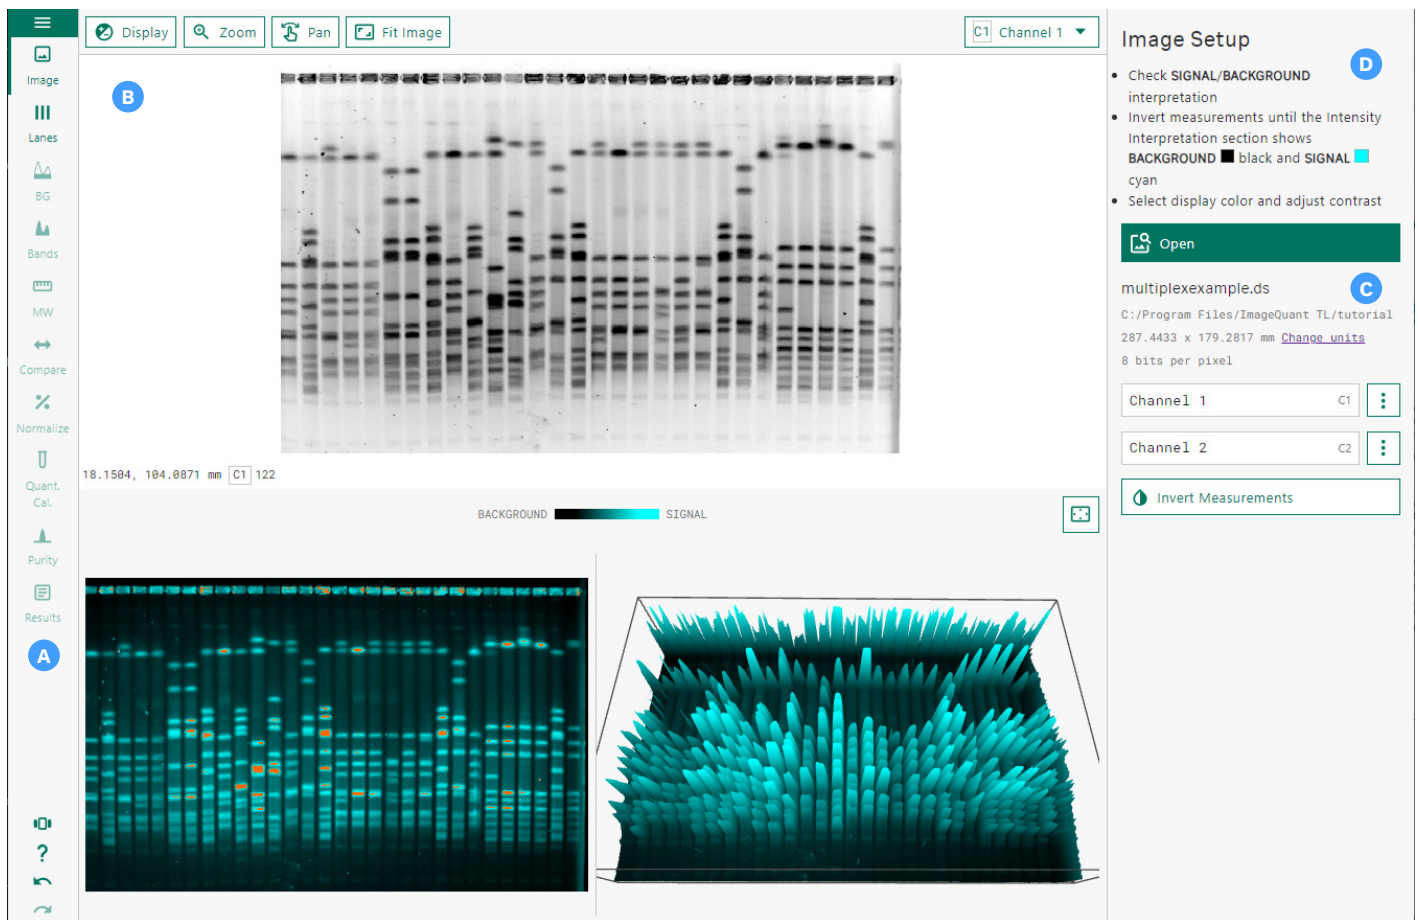 Display
Zoom
Pan
Fit Image
C1 Channel 1
Image
Lanes
BG
Bands
MW
Compare
Normalize
Quant.
Cal.
Purity
Results
A
B
18.1504, 104.0871 mm C1 122
BACKGROUND SIGNAL
?
Image Setup
D
Check SIGNAL/BACKGROUND
interpretation
Invert measurements until the Intensity
Interpretation section shows
BACKGROUND black and SIGNAL
cyan
Select display color and adjust contrast
Open
multiplexexample.ds
C
C:/Program Files/ImageQuant TL/tutorial
287.4433 x 179.2817 mm Change units
8 bits per pixel
Channel 1 C1
Channel 2 C2
Invert Measurements